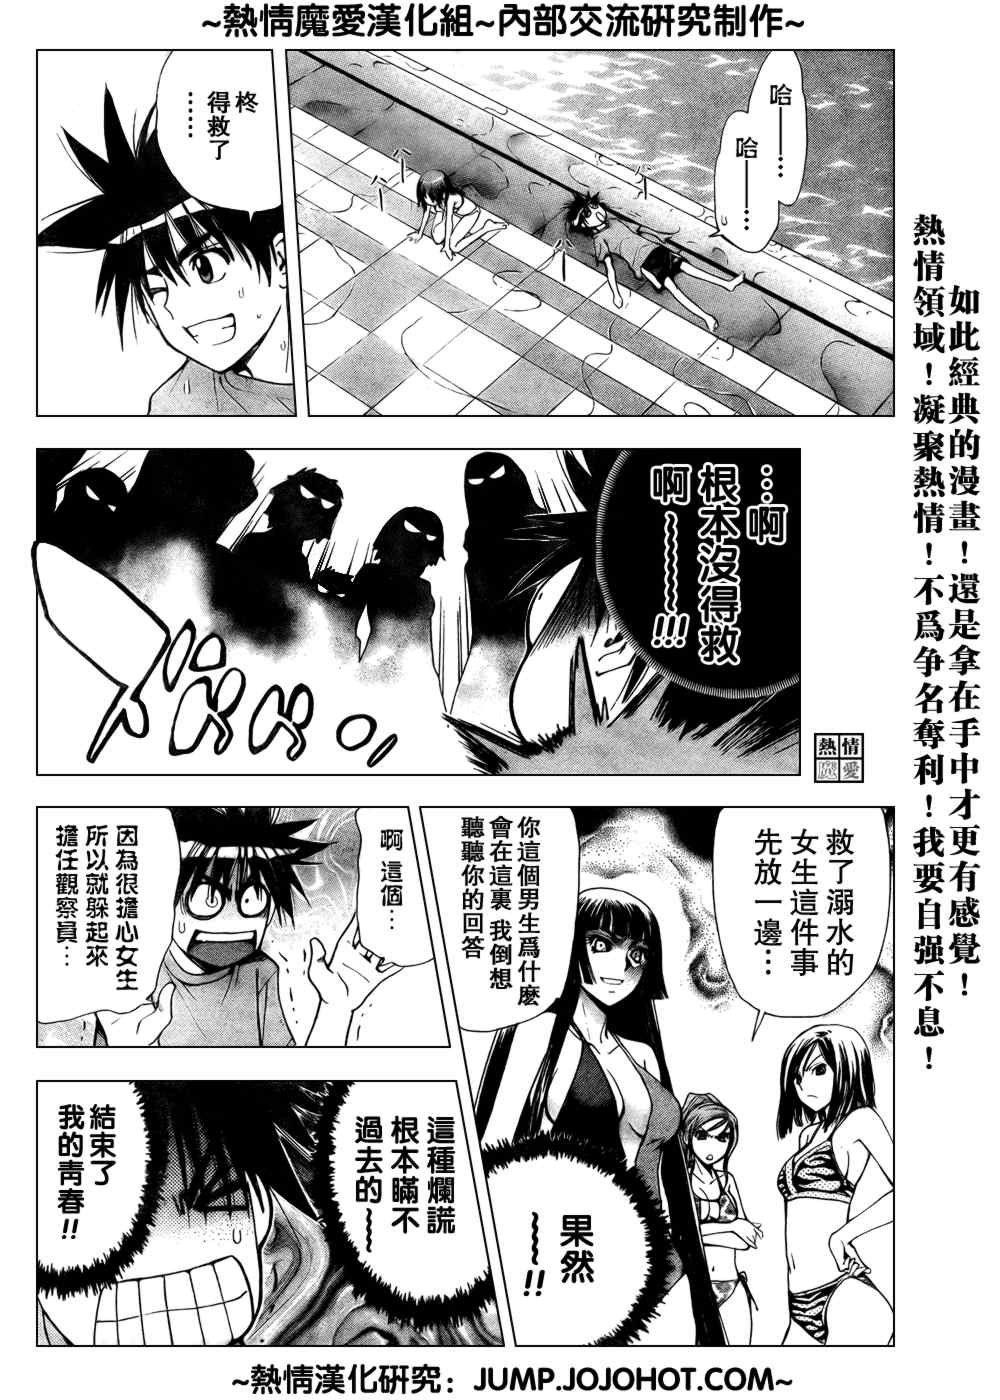 ~熱情魔愛漢化組~內部交流研究制作~
哈——…
哈——…
柊
得救了
……
…啊
根本沒得救
啊~~~~!!!
熱情
魔愛
救了溺水的
女生這件事
先放一邊…
你這個男生爲什麽
會在這裏 我倒想
聽聽你的回答
啊 這個…
因為很擔心女生
所以就躲起來
擔任觀察員…
果然
~~~!!
這種爛謊
根本瞞不
過去的~~~
結束了
我的青春!!
如此經典的漫畫！還是拿在手中才更有感覺！
熱情領域！凝聚熱情！不爲争名奪利！我要自强不息！
~熱情漢化研究：JUMP.JOJOHOT.COM~